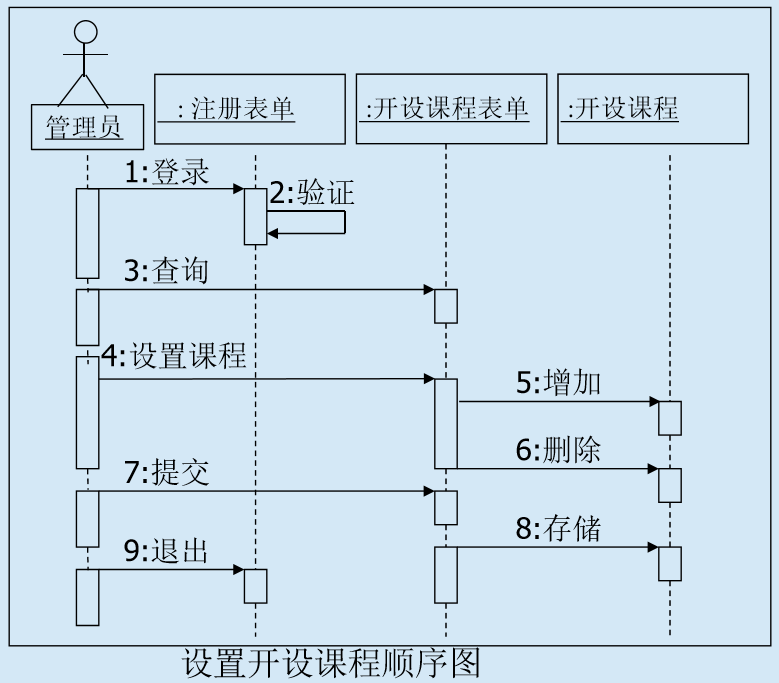 管理员
: 注册表单
:开设课程表单
:开设课程
1:登录
2:验证
3:查询
4:设置课程
5:增加
6:删除
7:提交
8:存储
9:退出
设置开设课程顺序图